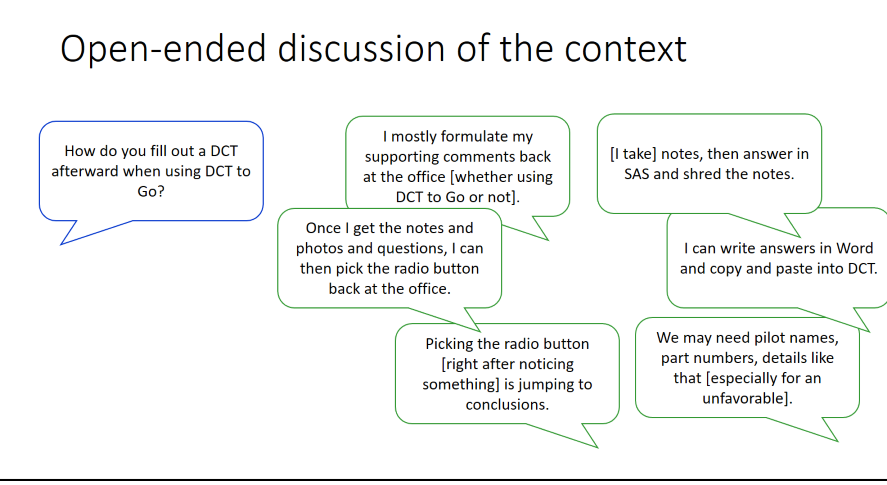 Open-ended discussion of the context
How do you fill out a DCT
afterward when using DCT to
Go?
I mostly formulate my
supporting comments back
at the office [whether using
DCT to Go or not].
[I take] notes, then answer in
SAS and shred the notes.
Once I get the notes and
photos and questions, I can
then pick the radio button
back at the office.
I can write answers in Word
and copy and paste into DCT.
Picking the radio button
[right after noticing
something] is jumping to
conclusions.
We may need pilot names,
part numbers, details like
that [especially for an
unfavorable].